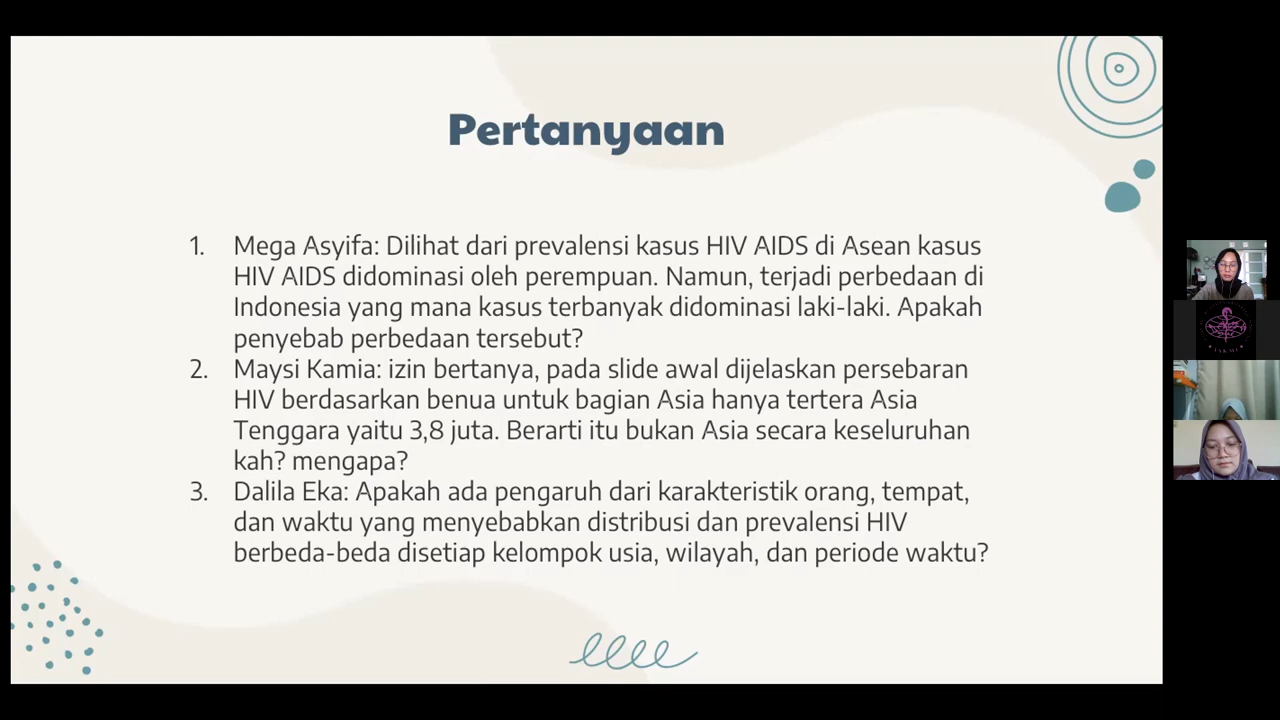 Pertanyaan
1. Mega Asyifa: Dilihat dari prevalensi kasus HIV AIDS di Asean kasus
HIV AIDS didominasi oleh perempuan. Namun, terjadi perbedaan di
Indonesia yang mana kasus terbanyak didominasi laki-laki. Apakah
penyebab perbedaan tersebut?
2. Maysi Kamia: izin bertanya, pada slide awal dijelaskan persebaran
HIV berdasarkan benua untuk bagian Asia hanya tertera Asia
Tenggara yaitu 3,8 juta. Berarti itu bukan Asia secara keseluruhan
kah? mengapa?
3. Dalila Eka: Apakah ada pengaruh dari karakteristik orang, tempat,
dan waktu yang menyebabkan distribusi dan prevalensi HIV
berbeda-beda disetiap kelompok usia, wilayah, dan periode waktu?